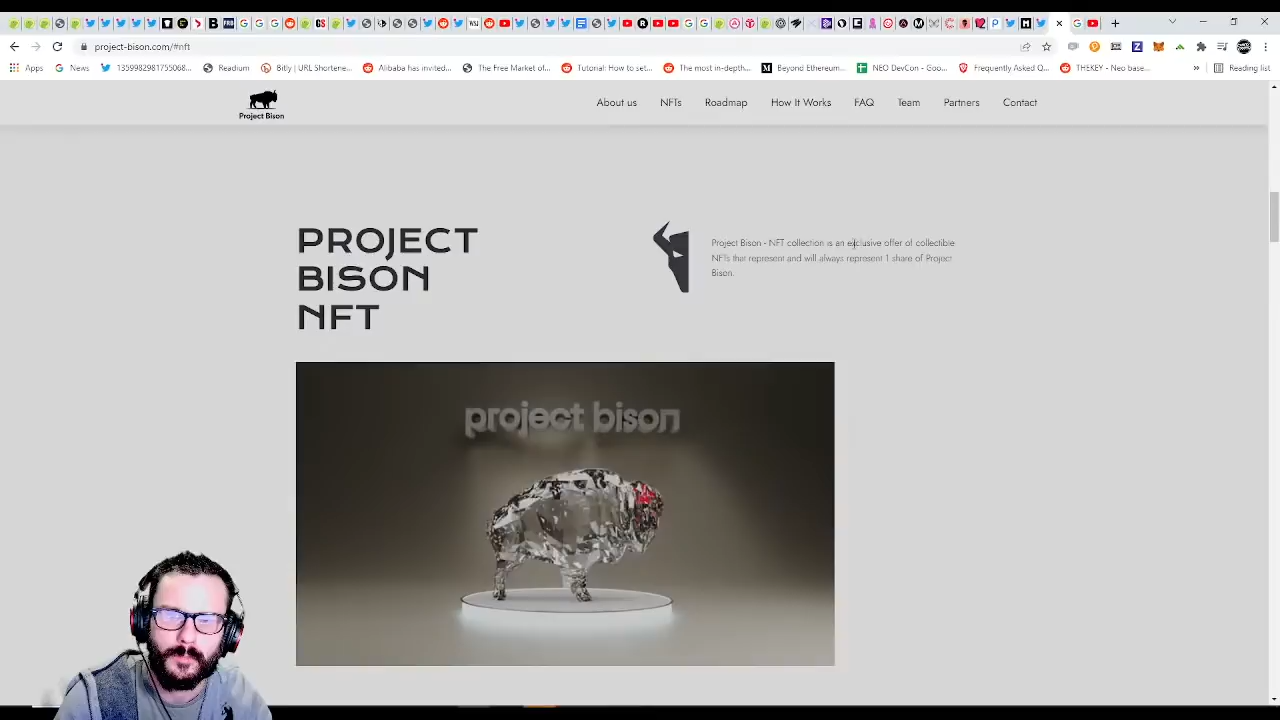 project-bison.com/#nft
Apps
News
1359982981755068...
Readium
Bitly | URL Shortene...
Alibaba has invited...
The Free Market of...
Tutorial: How to set...
The most in-depth...
Beyond Ethereum...
NEO DevCon - Goo...
Frequently Asked Q...
THEKEY - Neo base...
»
Reading list
Project Bison
About us
NFTs
Roadmap
How It Works
FAQ
Team
Partners
Contact
PROJECT
BISON
NFT
Project Bison - NFT collection is an exclusive offer of collectible
NFTs that represent and will always represent 1 share of Project
Bison.
project bison